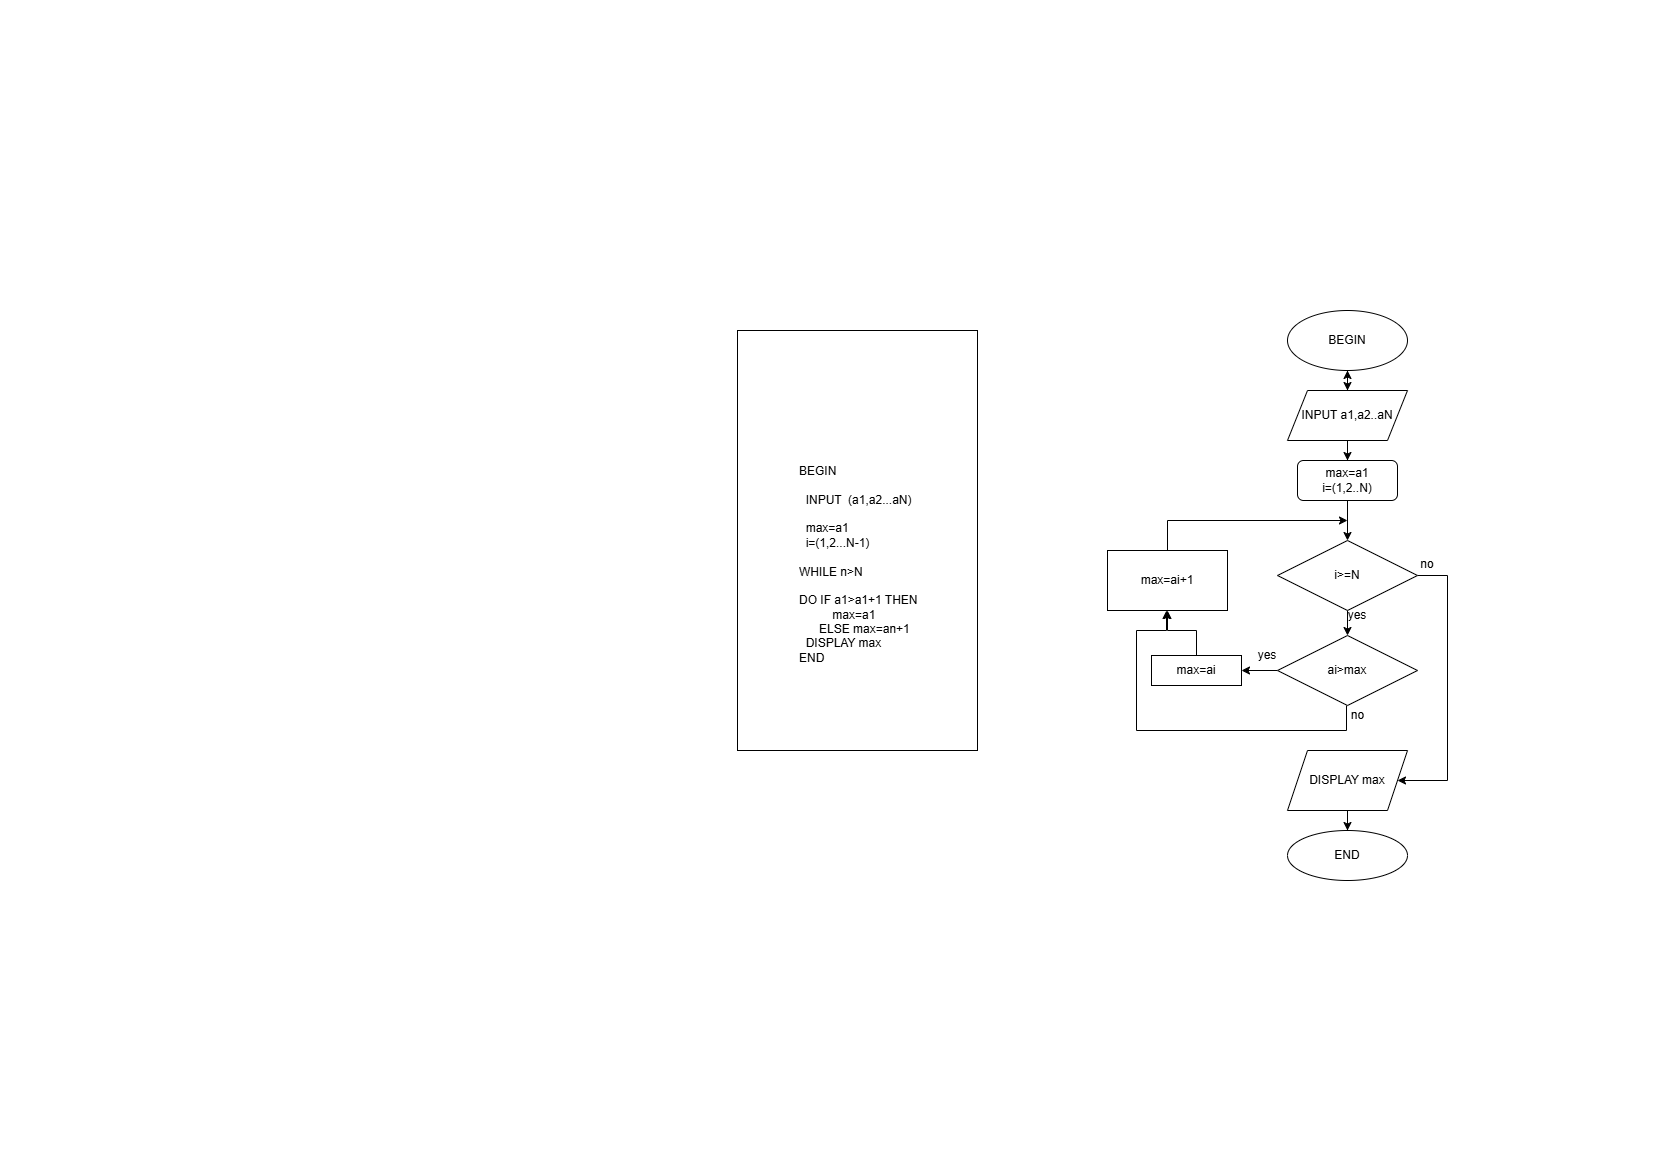 BEGIN
INPUT  (a1,a2...aN)
max=a1
i=(1,2...N-1)
WHILE n>N
DO IF a1>a1+1 THEN
max=a1
ELSE max=an+1
DISPLAY max
END
BEGIN
INPUT a1,a2..aN
max=a1
i=(1,2..N)
i>=N
no
yes
max=ai+1
ai>max
yes
max=ai
no
DISPLAY max
END